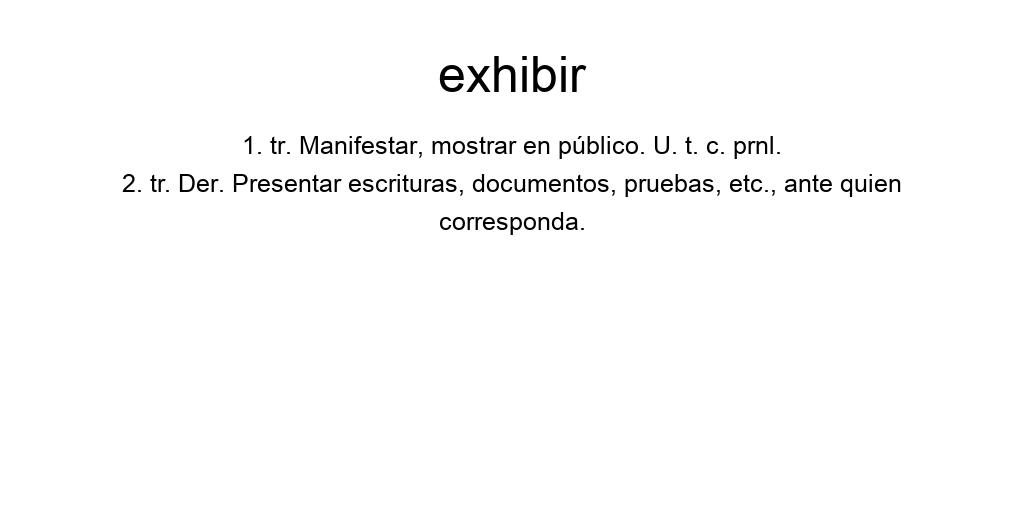 exhibir
1. tr. Manifestar, mostrar en público. U. t. c. prnl.
2. tr. Der. Presentar escrituras, documentos, pruebas, etc., ante quien
corresponda.